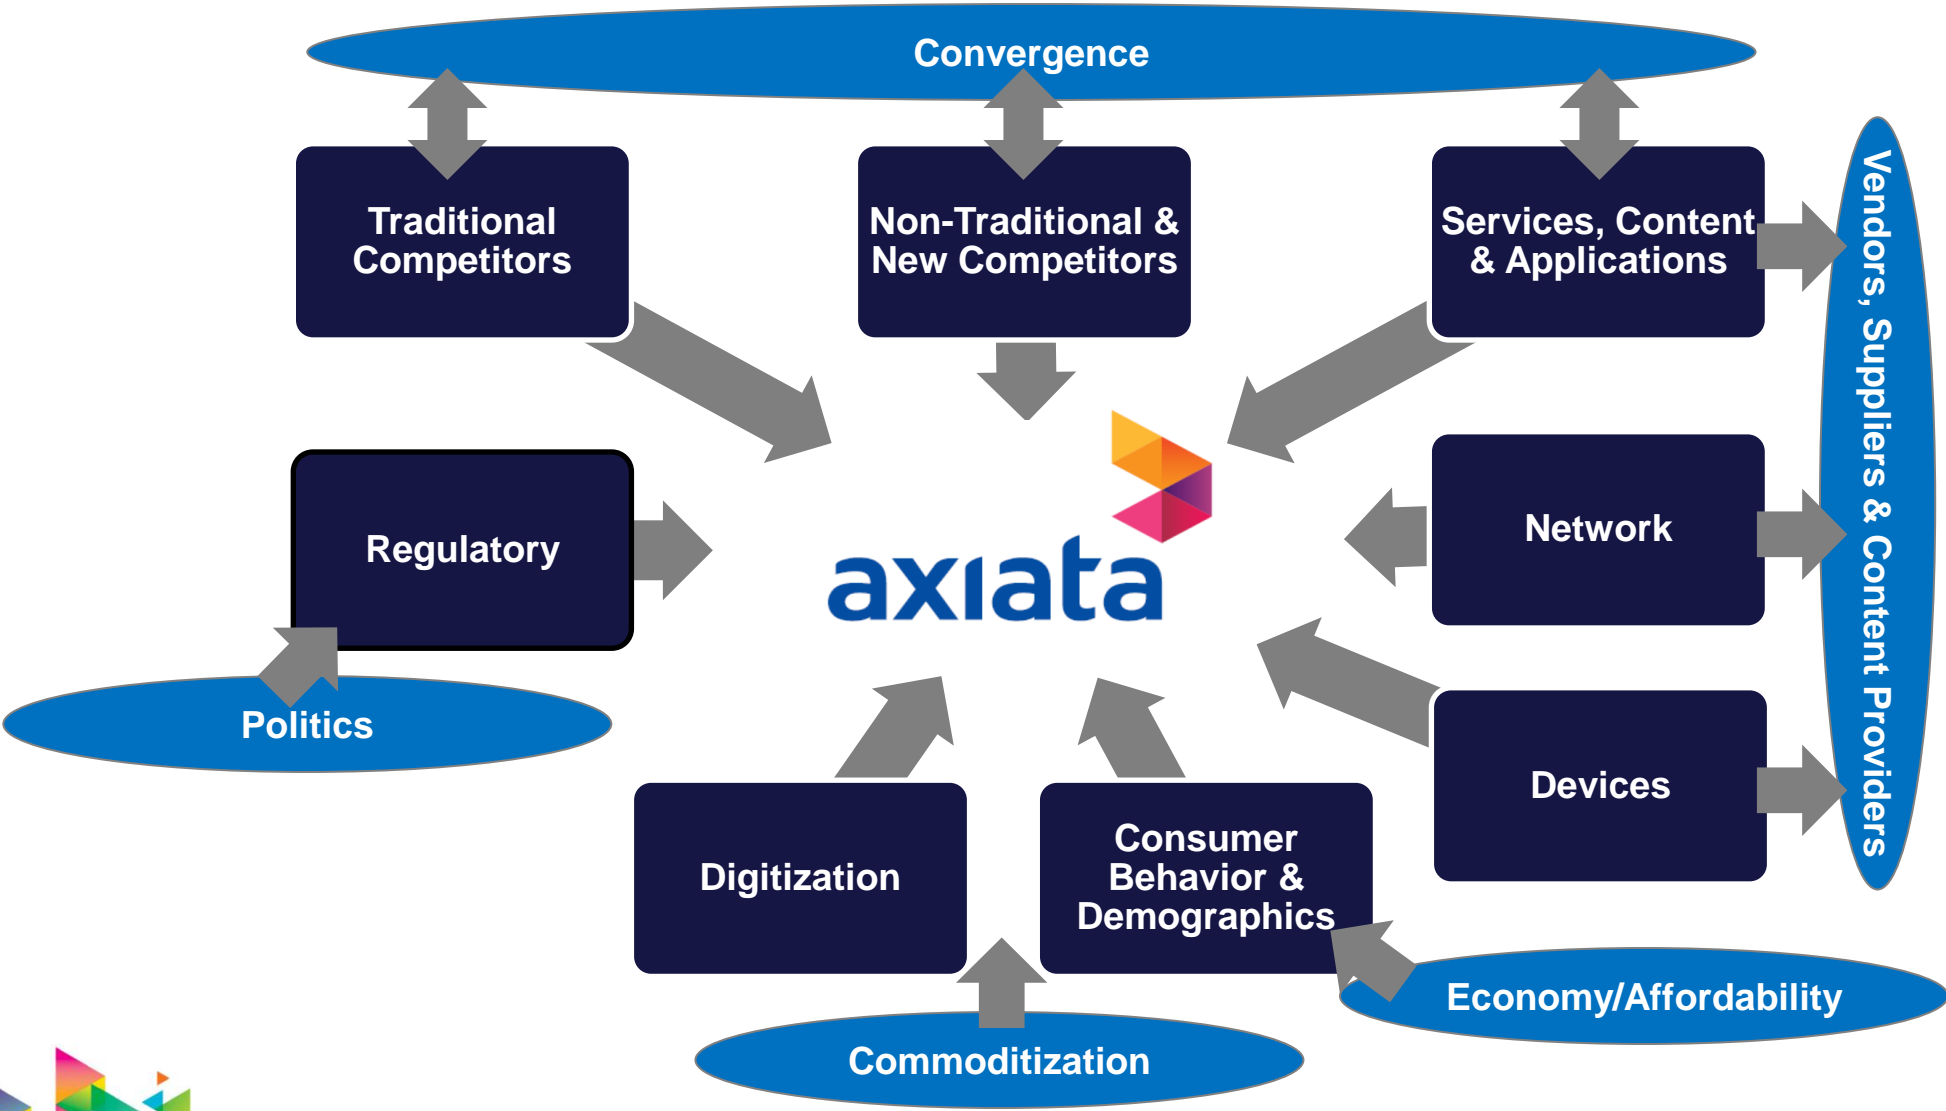 Convergence
Traditional
Competitors
Non-Traditional &
New Competitors
Services, Content
& Applications
Vendors, Suppliers & Content Providers
Regulatory
axiata
Network
Politics
Devices
Digitization
Consumer
Behavior &
Demographics
Economy/Affordability
Commoditization